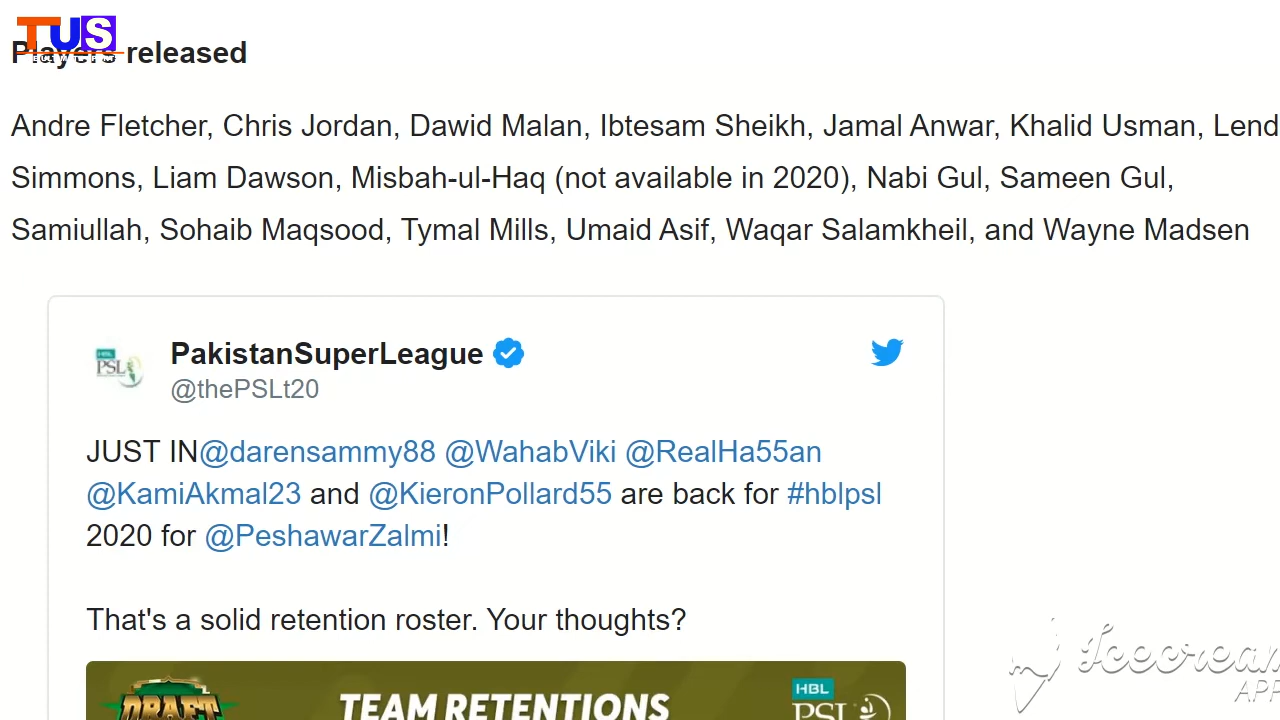 TUS
Players released
Andre Fletcher, Chris Jordan, Dawid Malan, Ibtesam Sheikh, Jamal Anwar, Khalid Usman, Lend
Simmons, Liam Dawson, Misbah-ul-Haq (not available in 2020), Nabi Gul, Sameen Gul,
Samiullah, Sohaib Maqsood, Tymal Mills, Umaid Asif, Waqar Salamkheil, and Wayne Madsen
HBL
PSL
PakistanSuperLeague
@thePSLt20
JUST IN@darensammy88 @WahabViki @RealHa55an
@KamiAkmal23 and @KieronPollard55 are back for #hblpsl
2020 for @PeshawarZalmi!
That's a solid retention roster. Your thoughts?
DRAFT
TEAM RETENTIONS
HBL
PSL
Icecream
APP